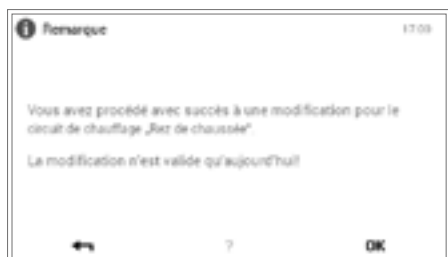 Remarque 17:09
Vous avez procédé avec succès à une modification pour le
circuit de chauffage „Rez de chaussée".
La modification n'est valide qu'aujourd'hui!
? OK